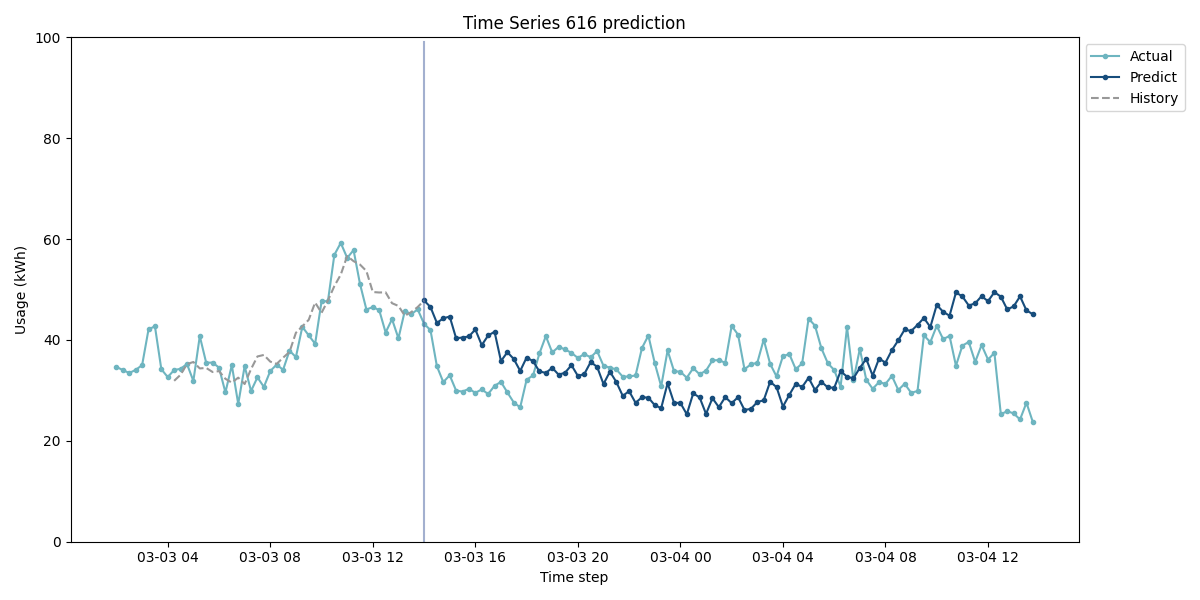 Time Series 616 prediction
Usage (kWh)
100
80
60
40
20
0
03-03 04
03-03 08
03-03 12
03-03 16
03-03 20
03-04 00
03-04 04
03-04 08
03-04 12
Time step
Actual
Predict
History